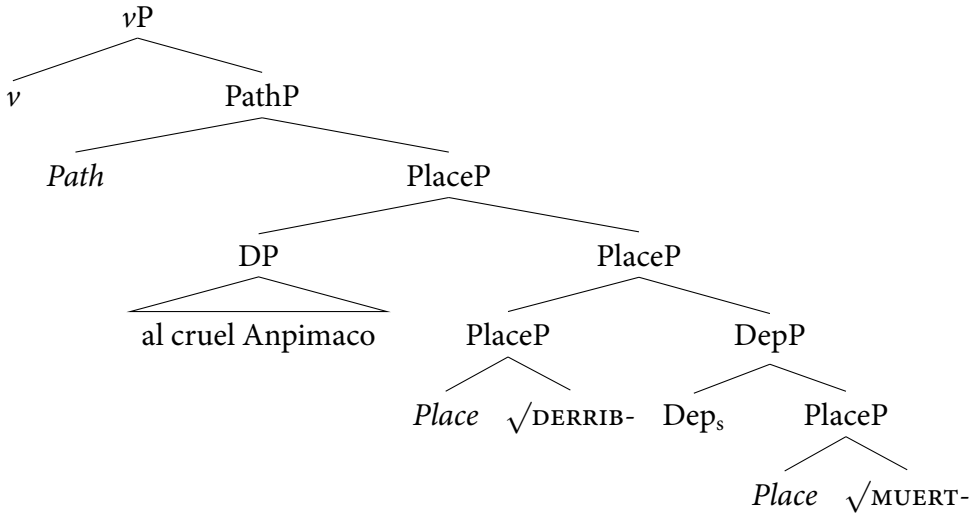 vP
v PathP
Path PlaceP
DP PlaceP
al cruel Anpimaco PlaceP DepP
Place √DERRIB- Depₛ PlaceP
Place √MUERT-